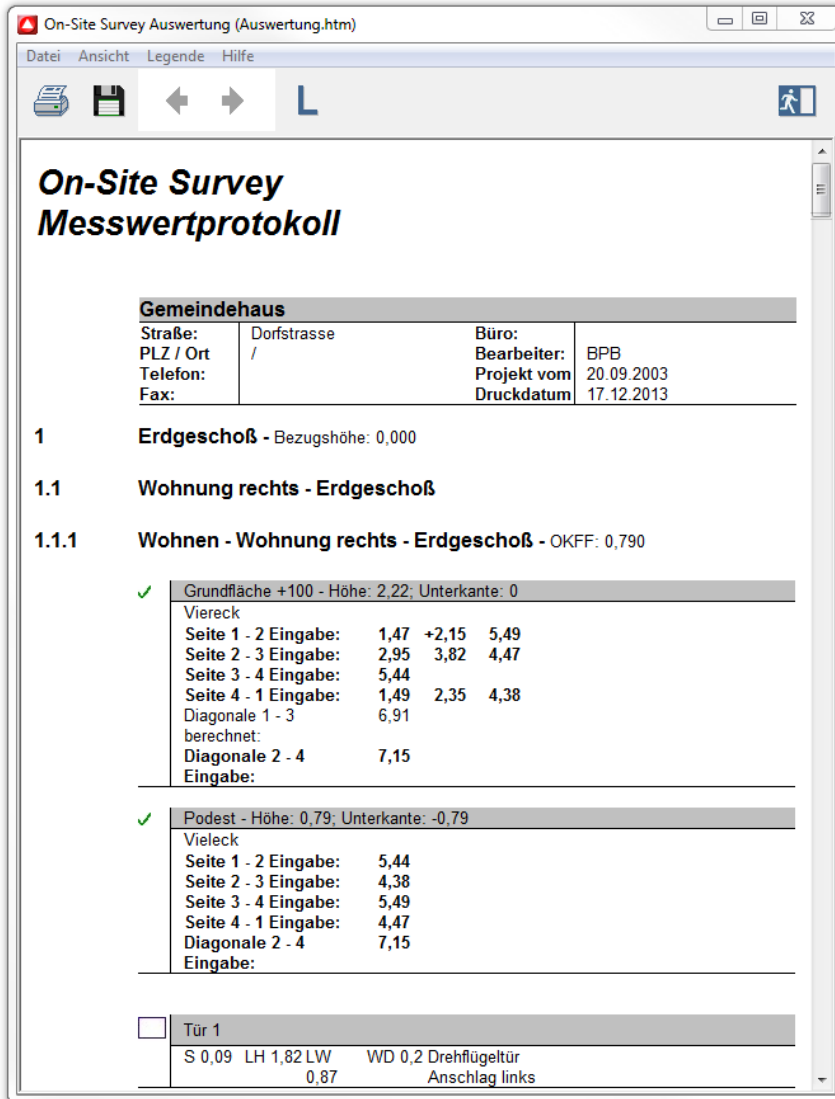 On-Site Survey Auswertung (Auswertung.htm)
Datei Ansicht Legende Hilfe
L
On-Site Survey
Messwertprotokoll
Gemeindehaus
Straße: Dorfstrasse Büro:
PLZ / Ort / Bearbeiter: BPB
Telefon: Projekt vom 20.09.2003
Fax: Druckdatum 17.12.2013
1 Erdgeschoß - Bezugshöhe: 0,000
1.1 Wohnung rechts - Erdgeschoß
1.1.1 Wohnen - Wohnung rechts - Erdgeschoß - OKFF: 0,790
Grundfläche +100 - Höhe: 2,22; Unterkante: 0
Viereck
Seite 1 - 2 Eingabe: 1,47 +2,15 5,49
Seite 2 - 3 Eingabe: 2,95 3,82 4,47
Seite 3 - 4 Eingabe: 5,44
Seite 4 - 1 Eingabe: 1,49 2,35 4,38
Diagonale 1 - 3 6,91
berechnet:
Diagonale 2 - 4 7,15
Eingabe:
Podest - Höhe: 0,79; Unterkante: -0,79
Vieleck
Seite 1 - 2 Eingabe: 5,44
Seite 2 - 3 Eingabe: 4,38
Seite 3 - 4 Eingabe: 5,49
Seite 4 - 1 Eingabe: 4,47
Diagonale 2 - 4 7,15
Eingabe:
Tür 1
S 0,09 LH 1,82 LW WD 0,2 Drehflügeltür
0,87 Anschlag links